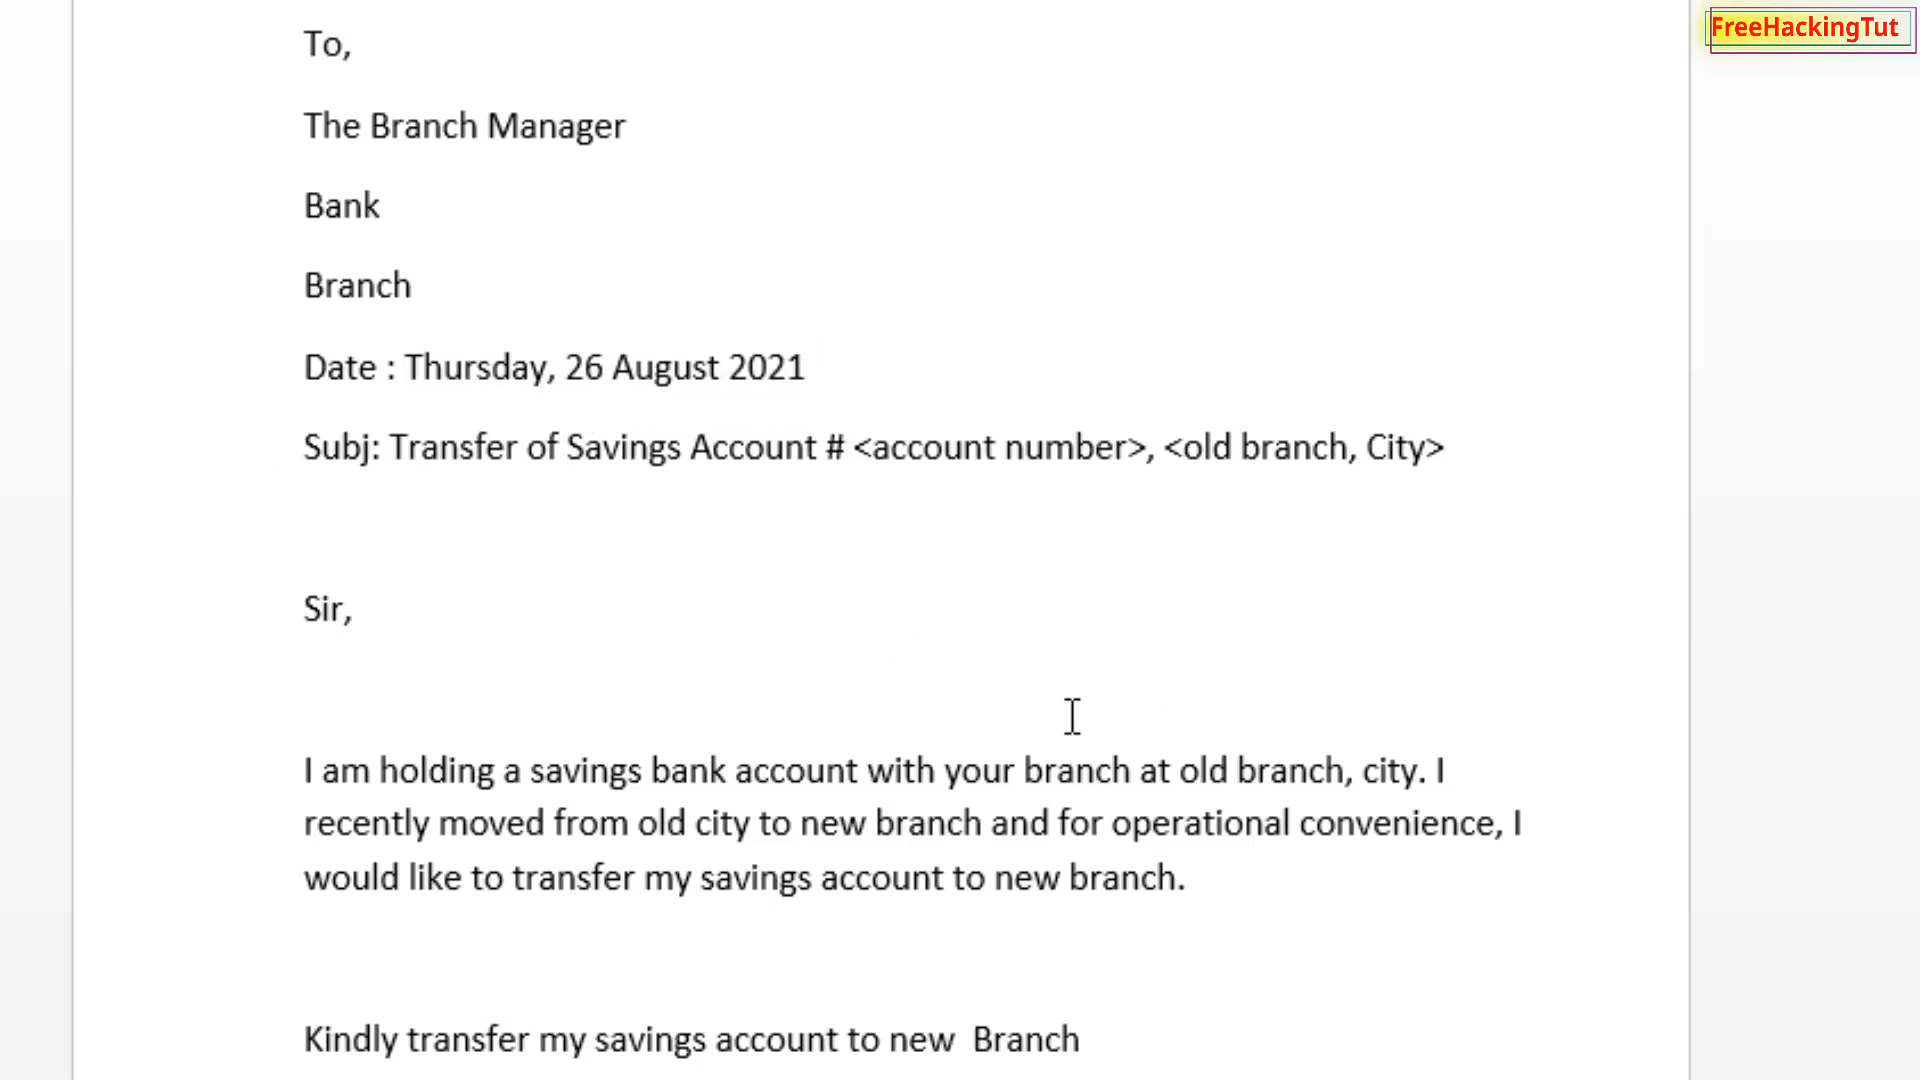 FreeHackingTut
To,
The Branch Manager
Bank
Branch
Date : Thursday, 26 August 2021
Subj: Transfer of Savings Account # <account number>, <old branch, City>
Sir,
I am holding a savings bank account with your branch at old branch, city. I
recently moved from old city to new branch and for operational convenience, I
would like to transfer my savings account to new branch.
Kindly transfer my savings account to new  Branch